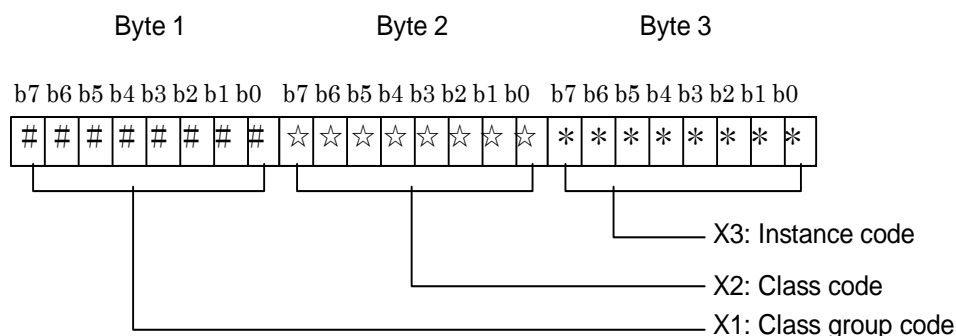 Byte 1 Byte 2 Byte 3
b7 b6 b5 b4 b3 b2 b1 b0 b7 b6 b5 b4 b3 b2 b1 b0 b7 b6 b5 b4 b3 b2 b1 b0
# # # # # # # # ☆ ☆ ☆ ☆ ☆ ☆ ☆ ☆ * * * * * * * *
X3: Instance code
X2: Class code
X1: Class group code